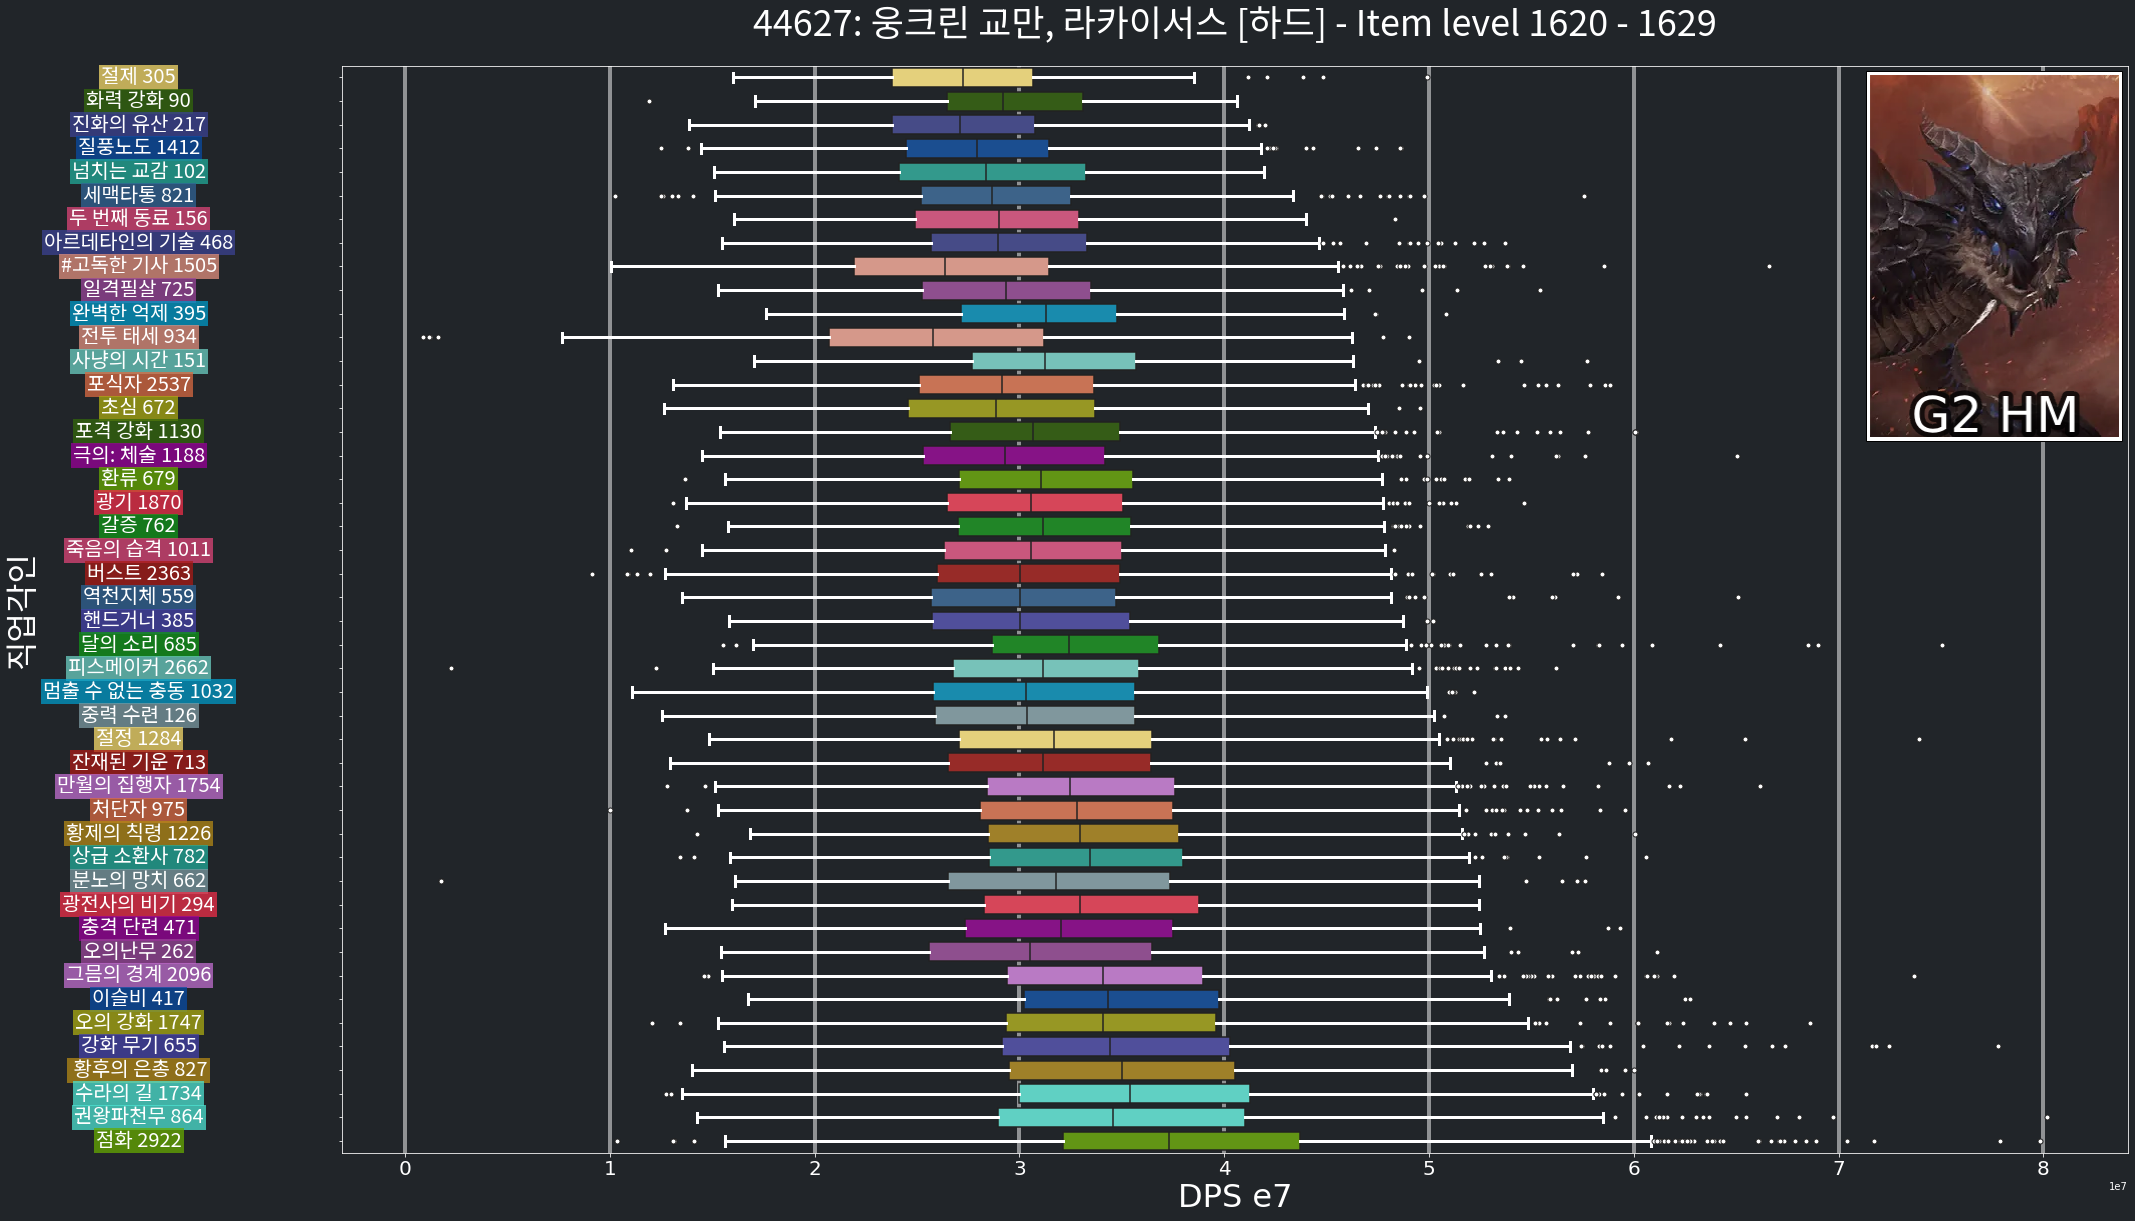 44627: 웅크린 교만, 라카이서스 [하드] - Item level 1620 - 1629
G2 HM
직업각인
절제 305
화력 강화 90
진화의 유산 217
질풍노도 1412
넘치는 교감 102
세맥타통 821
두 번째 동료 156
아르데타인의 기술 468
#고독한 기사 1505
일격필살 725
완벽한 억제 395
전투 태세 934
사냥의 시간 151
포식자 2537
초심 672
포격 강화 1130
극의: 체술 1188
환류 679
광기 1870
갈증 762
죽음의 습격 1011
버스트 2363
역천지체 559
핸드거너 385
달의 소리 685
피스메이커 2662
멈출 수 없는 충동 1032
중력 수련 126
절정 1284
잔재된 기운 713
만월의 집행자 1754
처단자 975
황제의 칙령 1226
상급 소환사 782
분노의 망치 662
광전사의 비기 294
충격 단련 471
오의난무 262
그믐의 경계 2096
이슬비 417
오의 강화 1747
강화 무기 655
황후의 은총 827
수라의 길 1734
권왕파천무 864
점화 2922
0 1 2 3 4 5 6 7 8
DPS e7
1e7